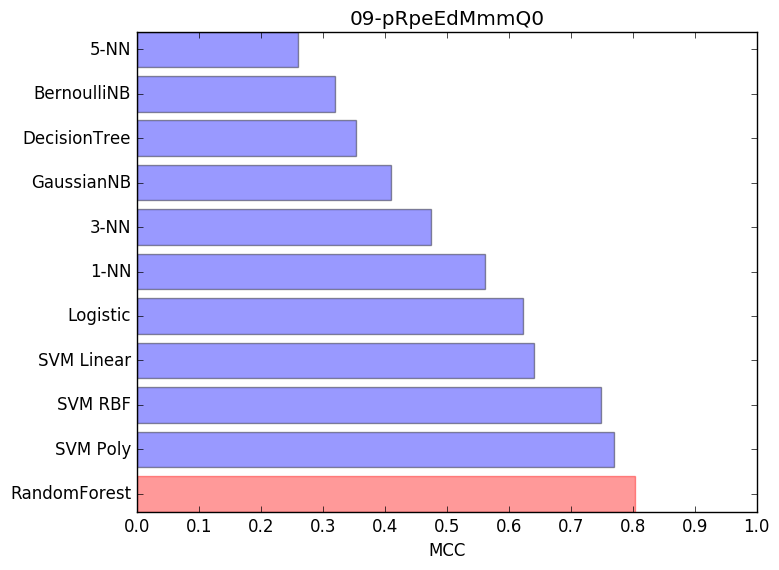 09-pRpeEdMmmQ0
5-NN
BernoulliNB
DecisionTree
GaussianNB
3-NN
1-NN
Logistic
SVM Linear
SVM RBF
SVM Poly
RandomForest
0.0 0.1 0.2 0.3 0.4 0.5 0.6 0.7 0.8 0.9 1.0
MCC